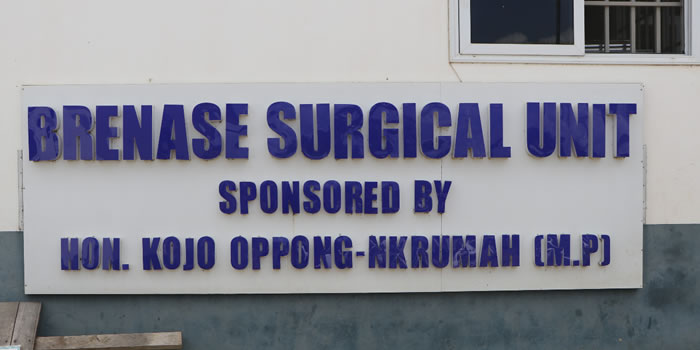 BRENASE SURGICAL UNIT
SPONSORED BY
HON. KOJO OPPONG-NKRUMAH (M.P)